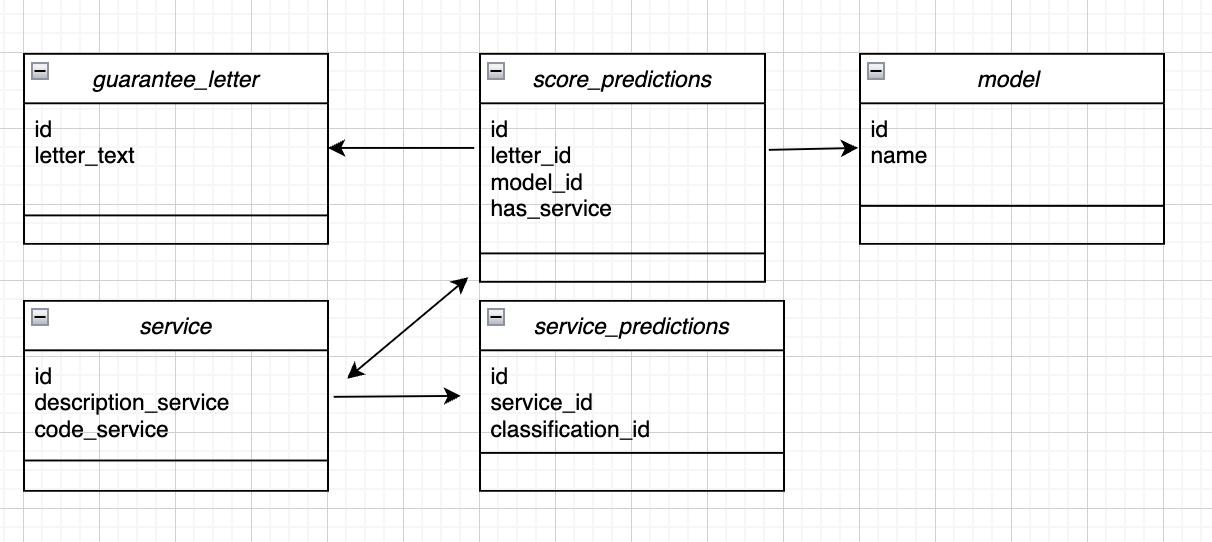 guarantee_letter
id
letter_text
score_predictions
id
letter_id
model_id
has_service
model
id
name
service
id
description_service
code_service
service_predictions
id
service_id
classification_id